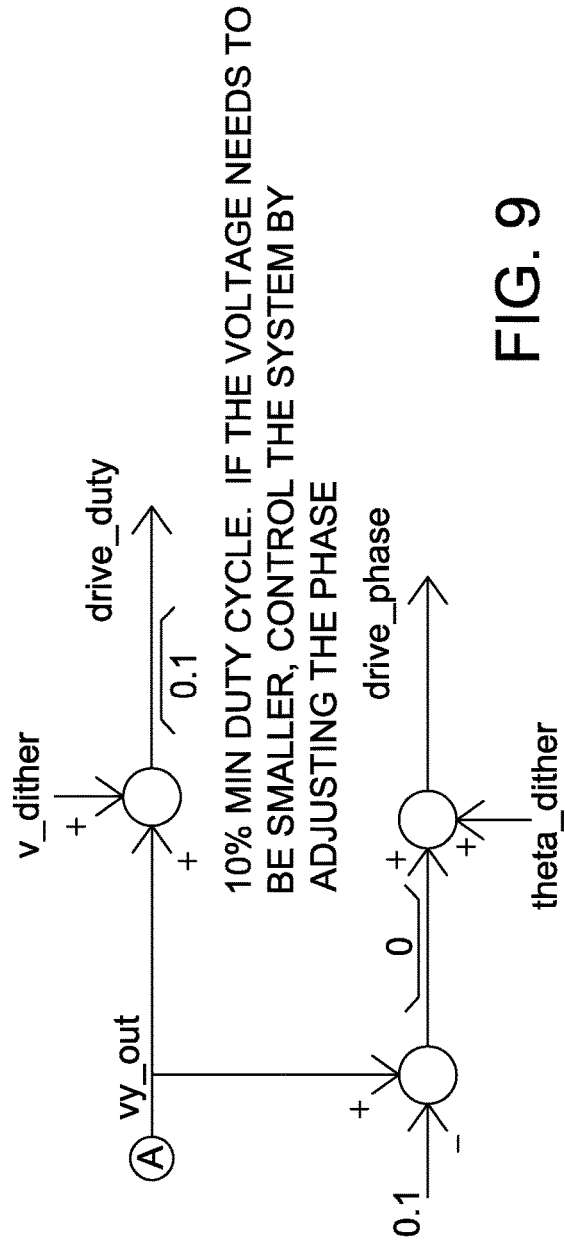 v_dither
+
drive_duty
A
vy_out
+
0.1
10% MIN DUTY CYCLE. IF THE VOLTAGE NEEDS TO
BE SMALLER, CONTROL THE SYSTEM BY
ADJUSTING THE PHASE
+
0
+
drive_phase
0.1
–
+
theta_dither
FIG. 9